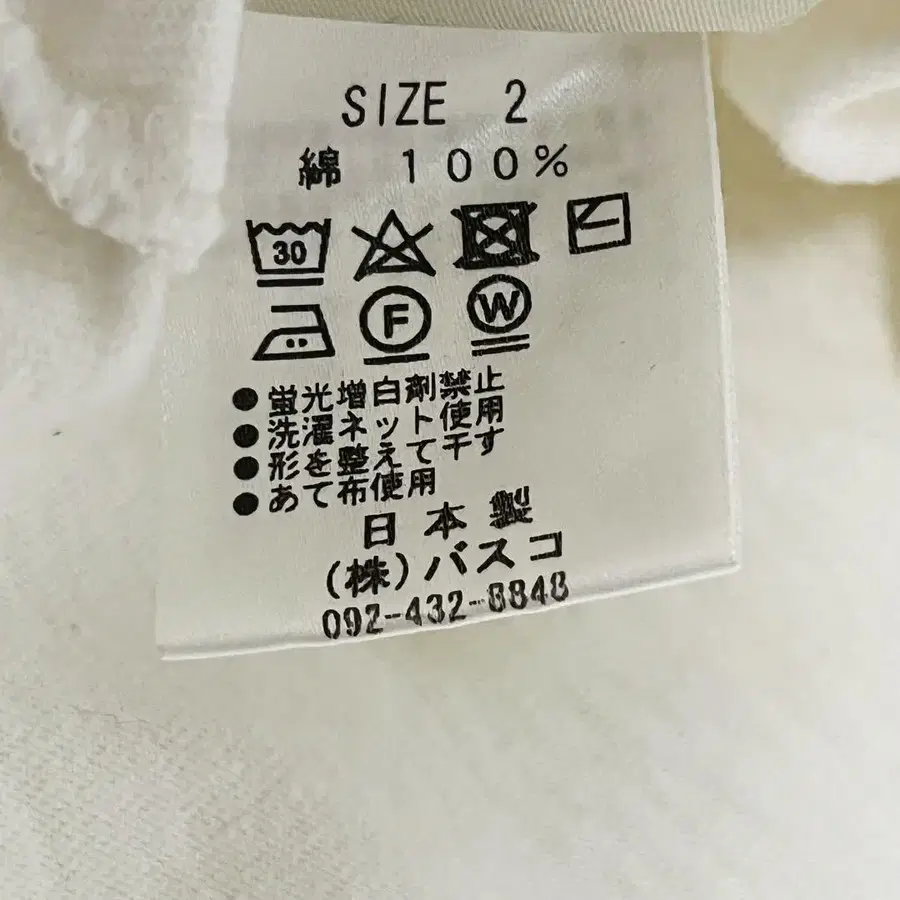 SIZE 2
綿 100%
30
F W
●蛍光増白剤禁止
●洗濯ネット使用
●形を整えて干す
●あて布使用
日本製
(株)バスコ
092-432-8848